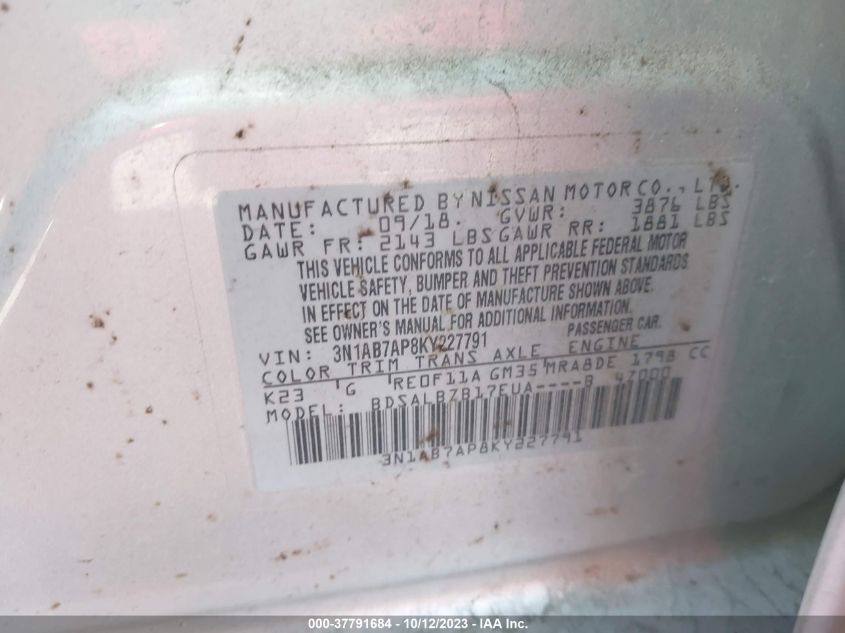 MANUFACTURED BY NISSAN MOTOR CO., LTD.
DATE: 09/18. GVWR: 3876 LBS
GAWR FR: 2143 LBS GAWR RR: 1881 LBS
THIS VEHICLE CONFORMS TO ALL APPLICABLE FEDERAL MOTOR
VEHICLE SAFETY, BUMPER AND THEFT PREVENTION STANDARDS
IN EFFECT ON THE DATE OF MANUFACTURE SHOWN ABOVE.
SEE OWNER'S MANUAL FOR ADDITIONAL INFORMATION.
VIN: 3N1AB7AP8KY227791 PASSENGER CAR.
COLOR TRIM TRANS AXLE ENGINE
K23 G RE0F11A GM35 MRA8DE 1798 CC
MODEL: BDSALBZB17EUA----B 47000
3N1AB7AP8KY227791
000-37791684 - 10/12/2023 - IAA Inc.